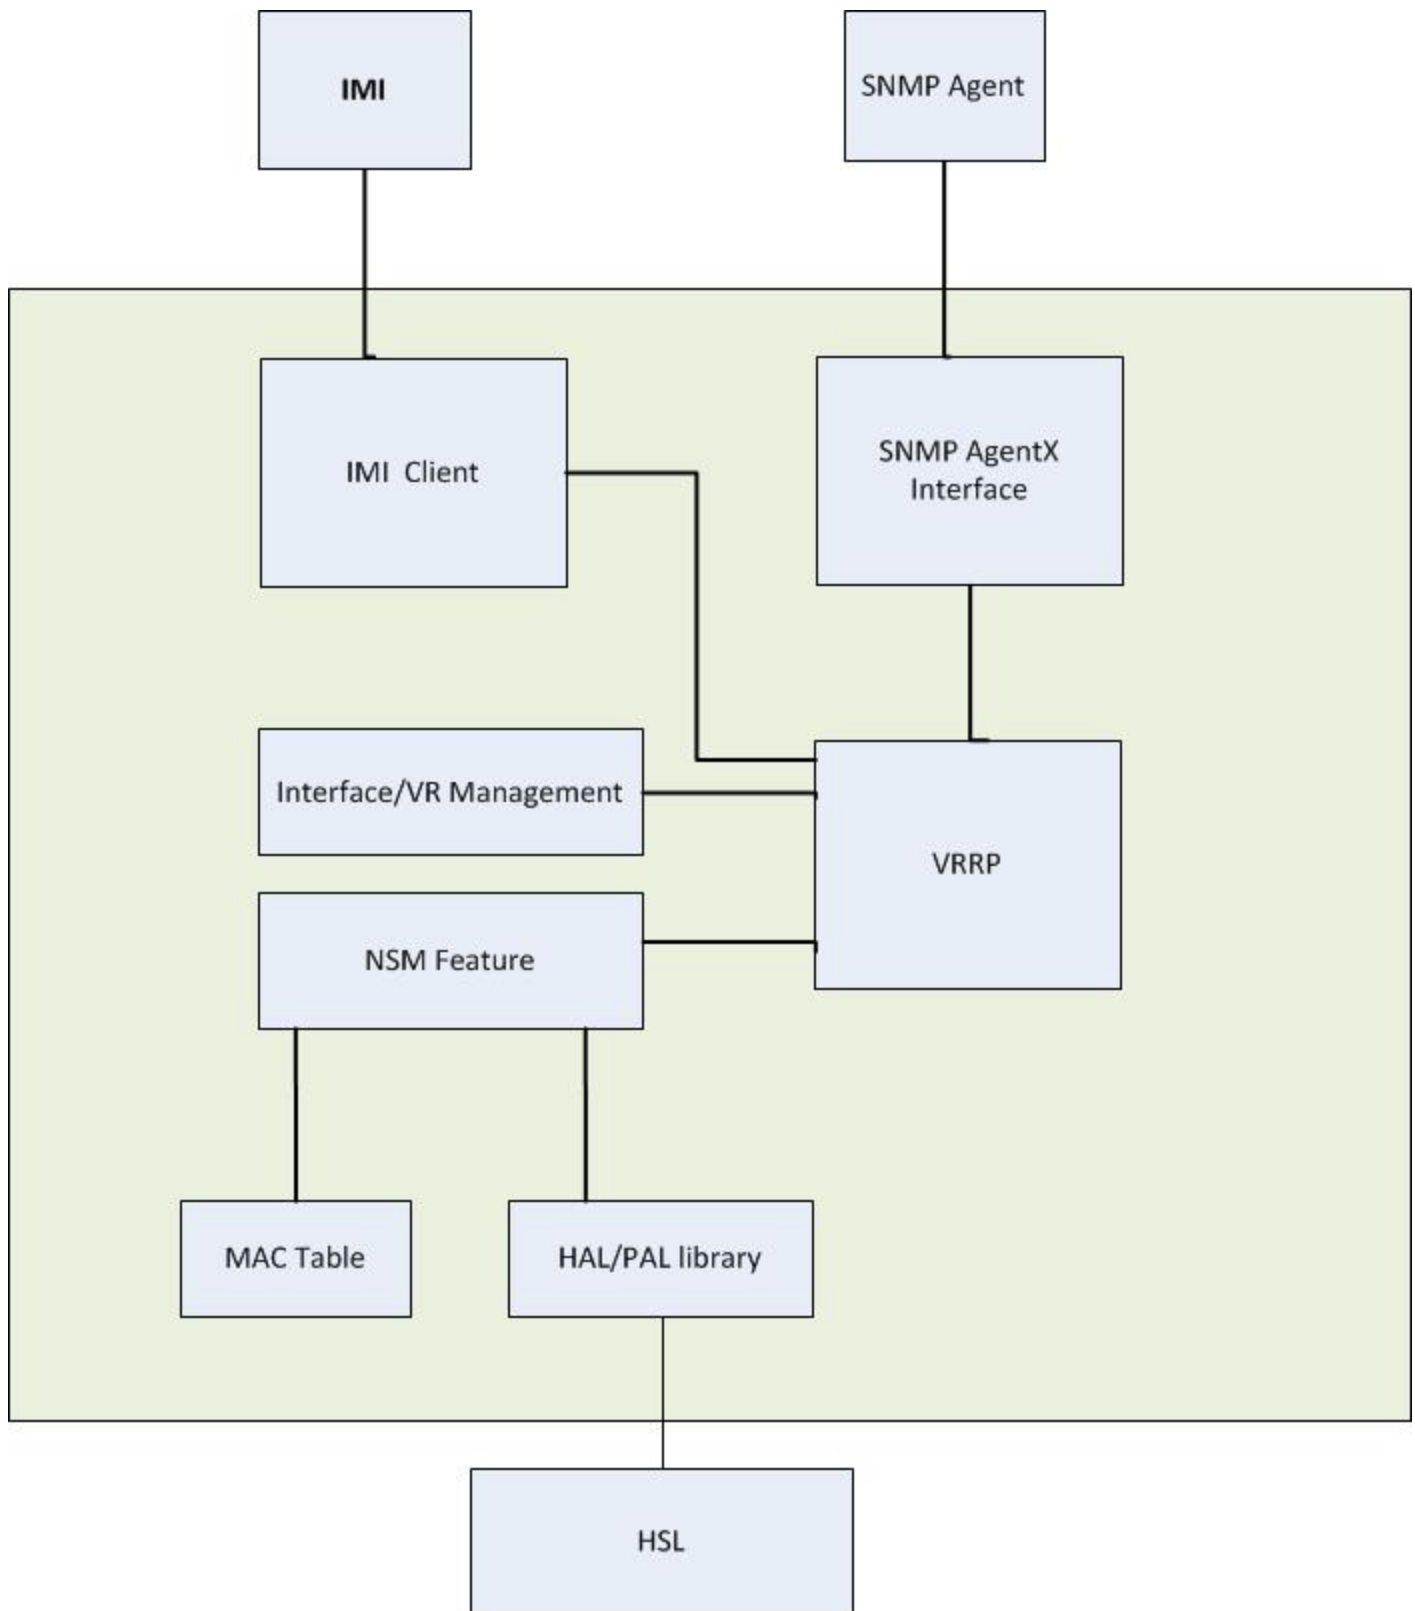 IMI
SNMP Agent
IMI Client
SNMP AgentX
Interface
Interface/VR Management
VRRP
NSM Feature
MAC Table
HAL/PAL library
HSL